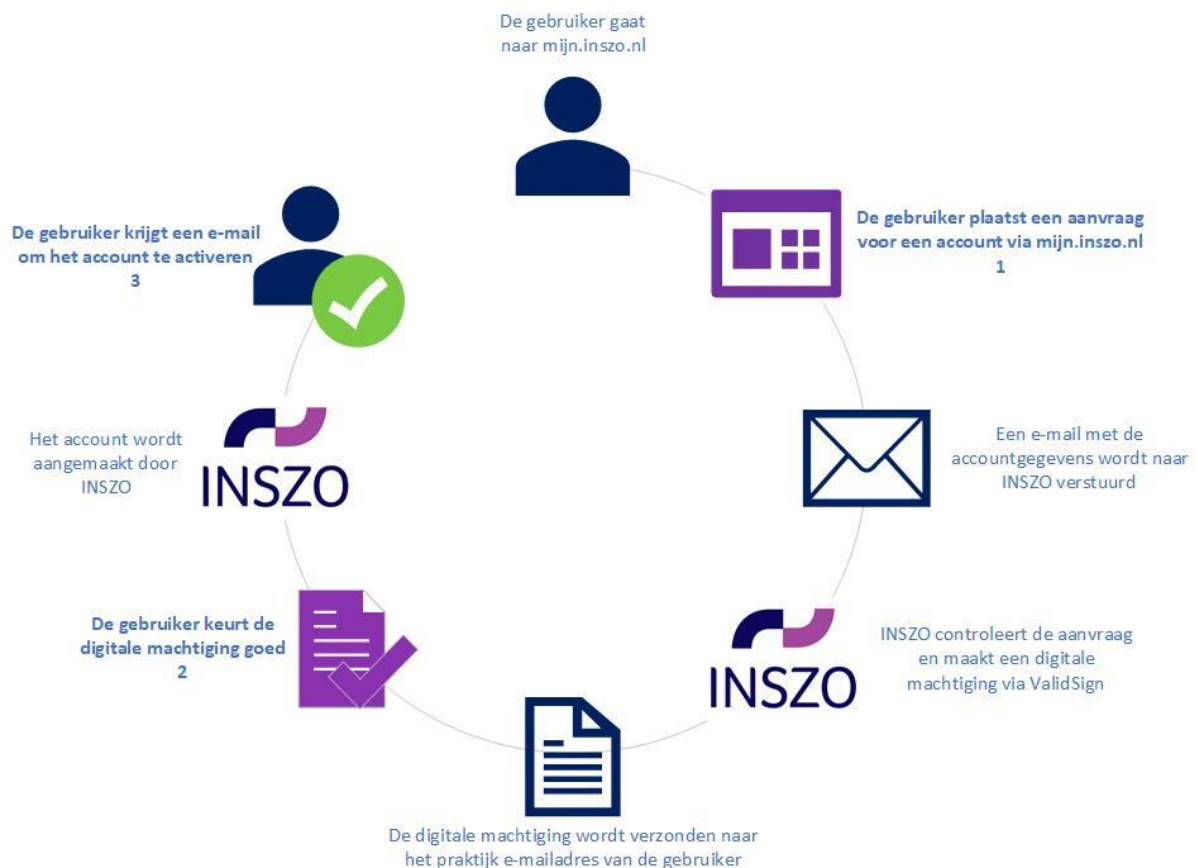 De gebruiker gaat
naar mijn.inszo.nl
De gebruiker plaatst een aanvraag
voor een account via mijn.inszo.nl
1
Een e-mail met de
accountgegevens wordt naar
INSZO verstuurd
INSZO controleert de aanvraag
en maakt een digitale
machtiging via ValidSign
INSZO
De digitale machtiging wordt verzonden naar
het praktijk e-mailadres van de gebruiker
De gebruiker keurt de
digitale machtiging goed
2
Het account wordt
aangemaakt door
INSZO
INSZO
De gebruiker krijgt een e-mail
om het account te activeren
3